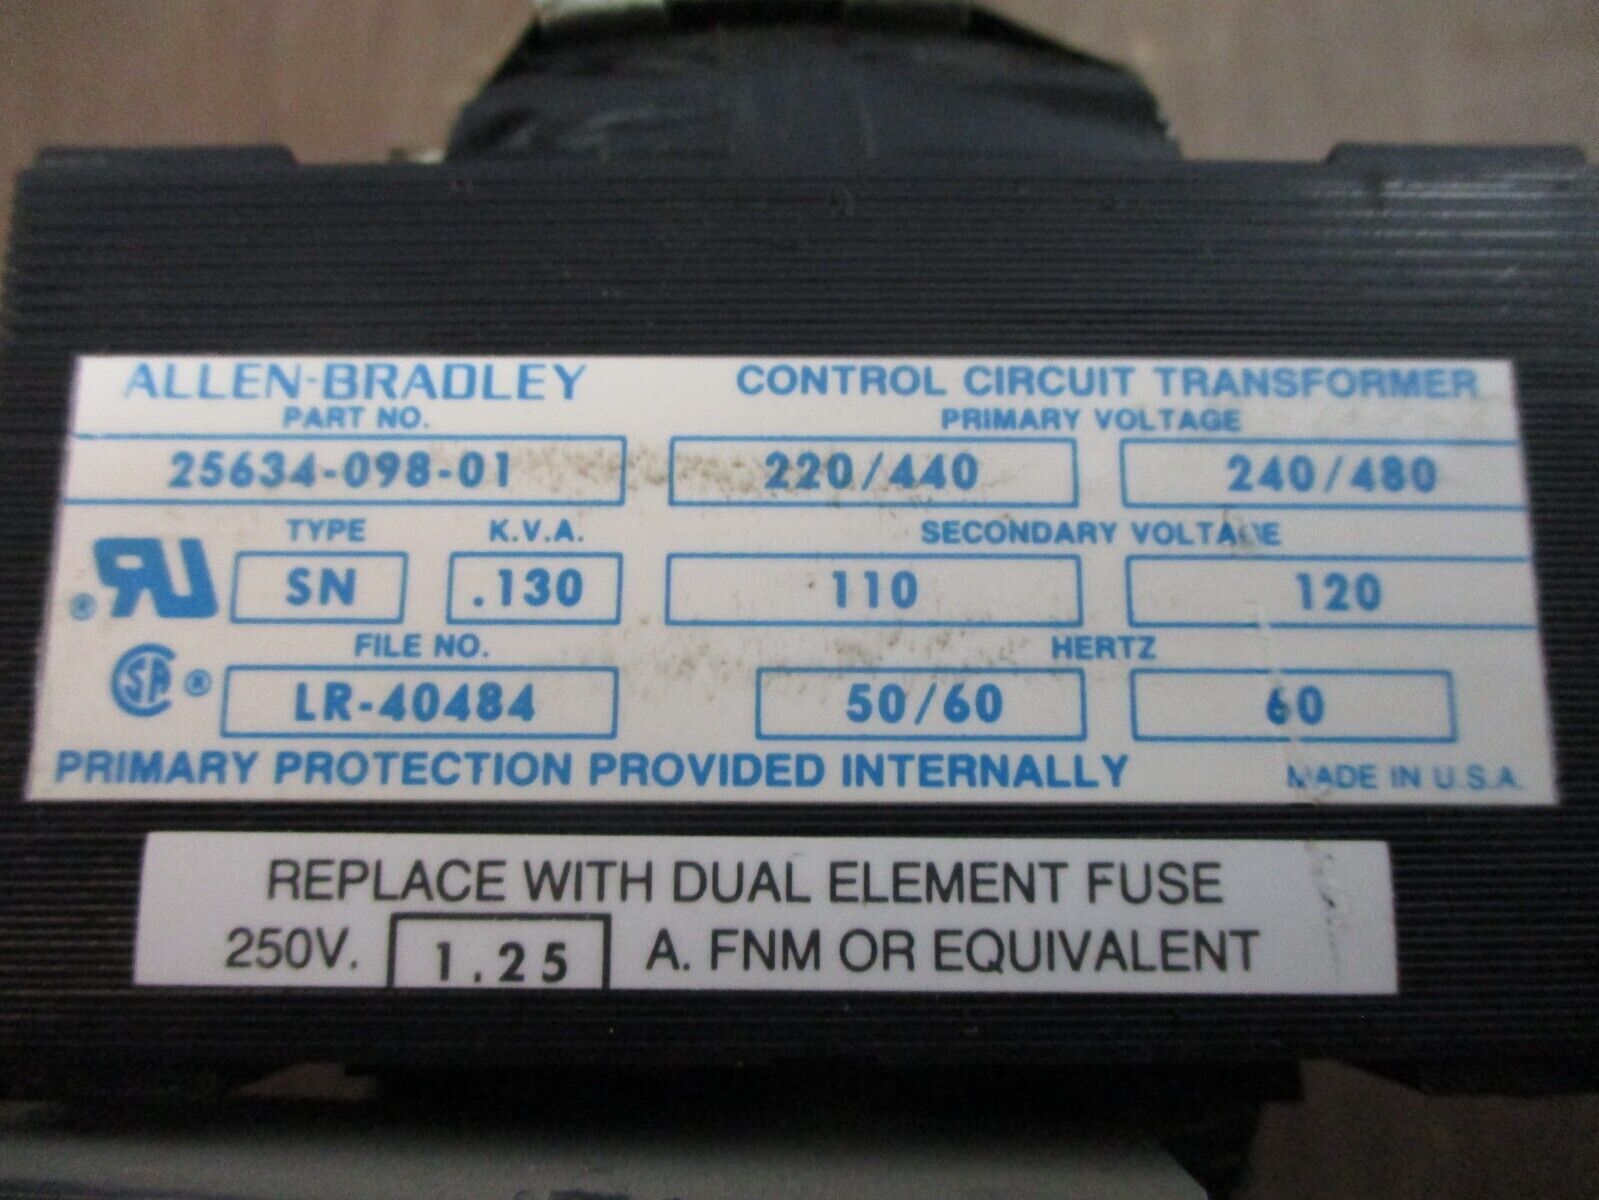 ALLEN-BRADLEY CONTROL CIRCUIT TRANSFORMER
PART NO. PRIMARY VOLTAGE
25634-098-01 220/440 240/480
TYPE K.V.A. SECONDARY VOLTAGE
RU ® SN .130 110 120
FILE NO. HERTZ
SA ® LR-40484 50/60 60
PRIMARY PROTECTION PROVIDED INTERNALLY MADE IN U.S.A.
REPLACE WITH DUAL ELEMENT FUSE
250V. 1.25 A. FNM OR EQUIVALENT